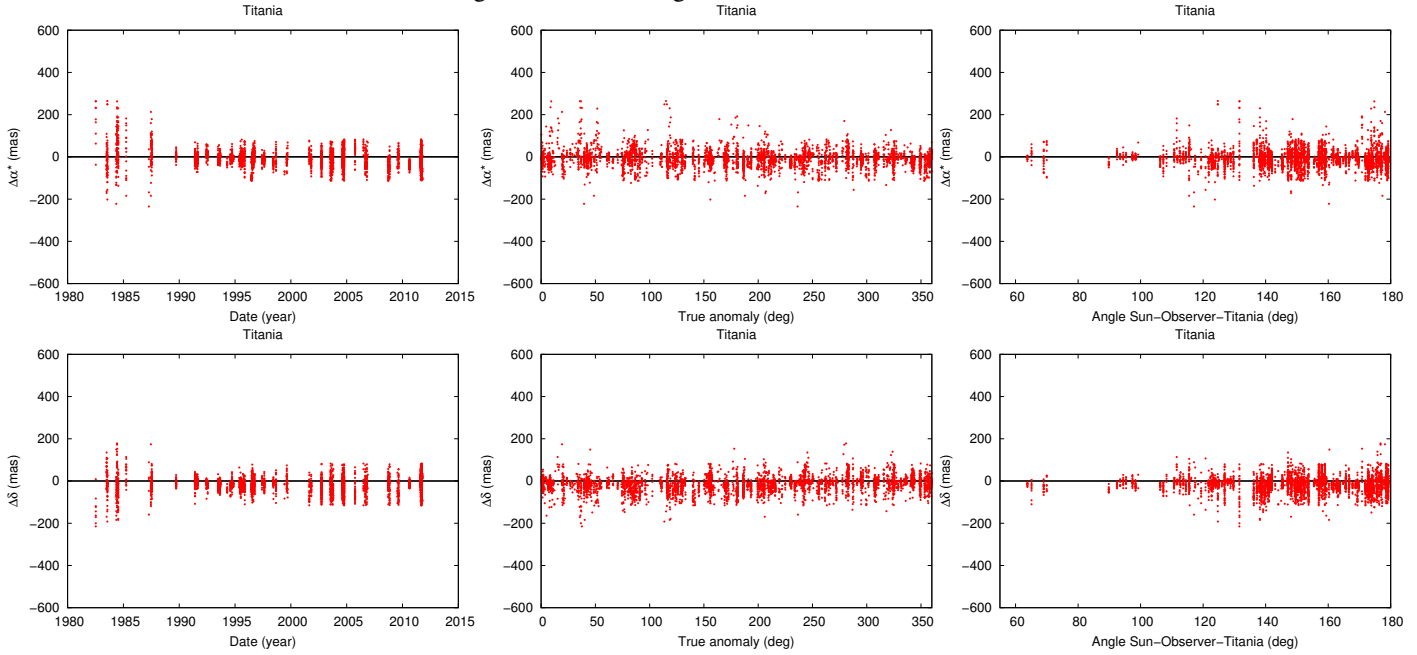 Titania Titania Titania
600 600 600
400 400 400
200 200 200
0 0 0
−200 −200 −200
−400 −400 −400
−600 −600 −600
Δα* (mas) Δα* (mas) Δα* (mas)
1980 1985 1990 1995 2000 2005 2010 2015 0 50 100 150 200 250 300 350 60 80 100 120 140 160 180
Date (year) True anomaly (deg) Angle Sun−Observer−Titania (deg)
Titania Titania Titania
600 600 600
400 400 400
200 200 200
0 0 0
−200 −200 −200
−400 −400 −400
−600 −600 −600
Δδ (mas) Δδ (mas) Δδ (mas)
1980 1985 1990 1995 2000 2005 2010 2015 0 50 100 150 200 250 300 350 60 80 100 120 140 160 180
Date (year) True anomaly (deg) Angle Sun−Observer−Titania (deg)